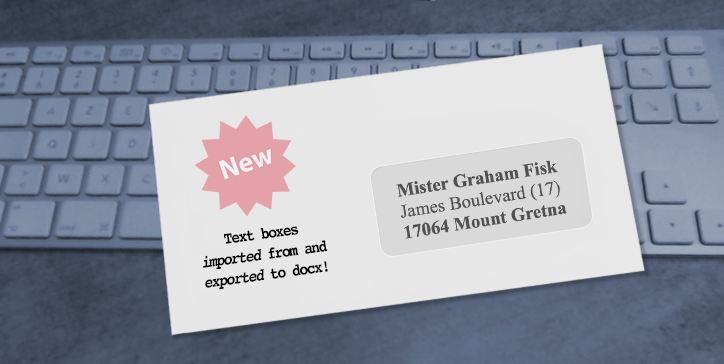 New
Text boxes
imported from and
exported to docx!
Mister Graham Fisk
James Boulevard (17)
17064 Mount Gretna